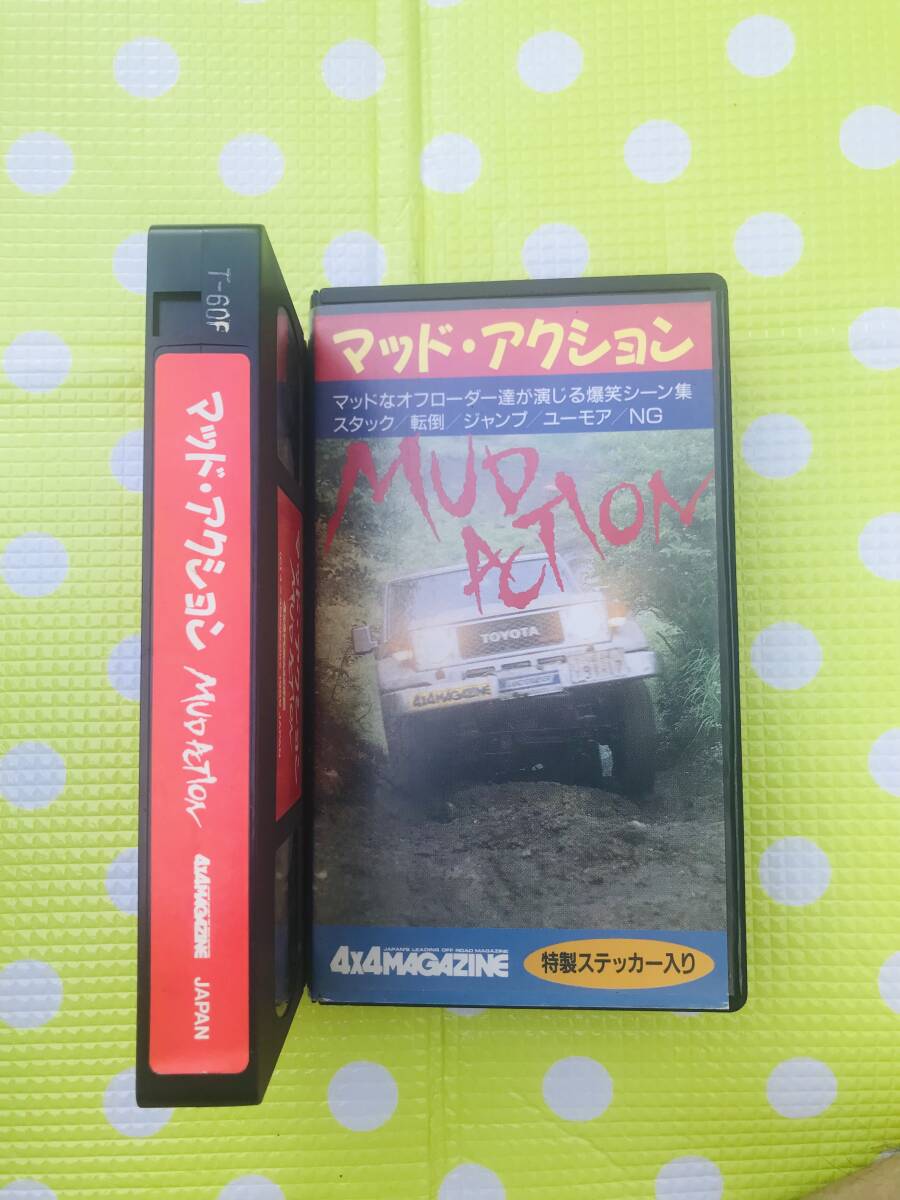 T-60F
マッド・アクション MUD ACTION 4x4MAGAZINE JAPAN
マッド・アクション
マッドなオフローダー達が演じる爆笑シーン集
スタック／転倒／ジャンプ／ユーモア／NG
MUD
ACTION
TOYOTA
4x4MAGAZINE
JAPAN'S LEADING OFF ROAD MAGAZINE
4x4MAGAZINE
特製ステッカー入り